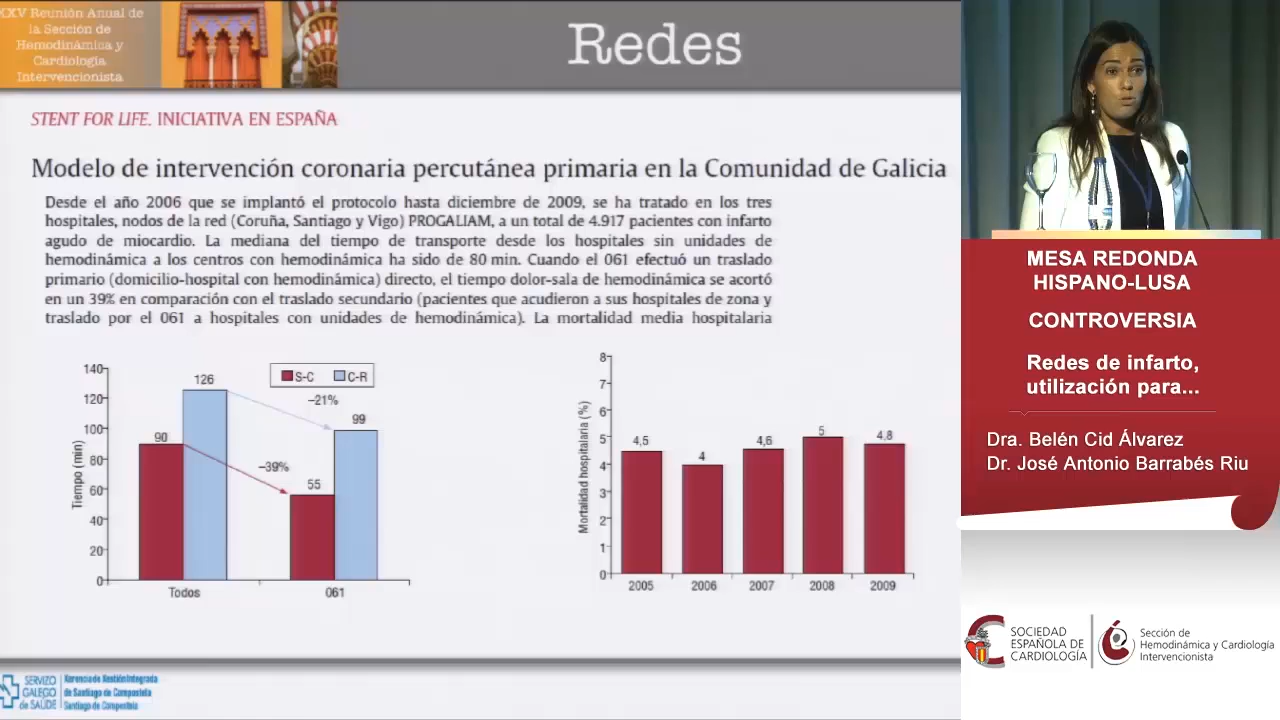 XXV Reunión Anual de
la Sección de
Hemodinámica y
Cardiología
Intervencionista
Redes
STENT FOR LIFE. INICIATIVA EN ESPAÑA
Modelo de intervención coronaria percutánea primaria en la Comunidad de Galicia
Desde el año 2006 que se implantó el protocolo hasta diciembre de 2009, se ha tratado en los tres
hospitales, nodos de la red (Coruña, Santiago y Vigo) PROGALIAM, a un total de 4.917 pacientes con infarto
agudo de miocardio. La mediana del tiempo de transporte desde los hospitales sin unidades de
hemodinámica a los centros con hemodinámica ha sido de 80 min. Cuando el 061 efectuó un traslado
primario (domicilio-hospital con hemodinámica) directo, el tiempo dolor-sala de hemodinámica se acortó
en un 39% en comparación con el traslado secundario (pacientes que acudieron a sus hospitales de zona y
traslado por el 061 a hospitales con unidades de hemodinámica). La mortalidad media hospitalaria
Tiempo (min)
140
120
100
80
60
40
20
0
S-C
C-R
90
126
–21%
–39%
55
99
Todos
061
Mortalidad hospitalaria (%)
8
7
6
5
4
3
2
1
0
4,5
4
4,6
5
4,8
2005
2006
2007
2008
2009
SERVIZO
GALEGO
de SAÚDE
Xerencia de Xestión Integrada
de Santiago de Compostela
Santiago de Compostela
MESA REDONDA
HISPANO-LUSA
CONTROVERSIA
Redes de infarto,
utilización para...
Dra. Belén Cid Álvarez
Dr. José Antonio Barrabés Riu
SOCIEDAD
ESPAÑOLA DE
CARDIOLOGÍA
Sección de
Hemodinámica y Cardiología
Intervencionista